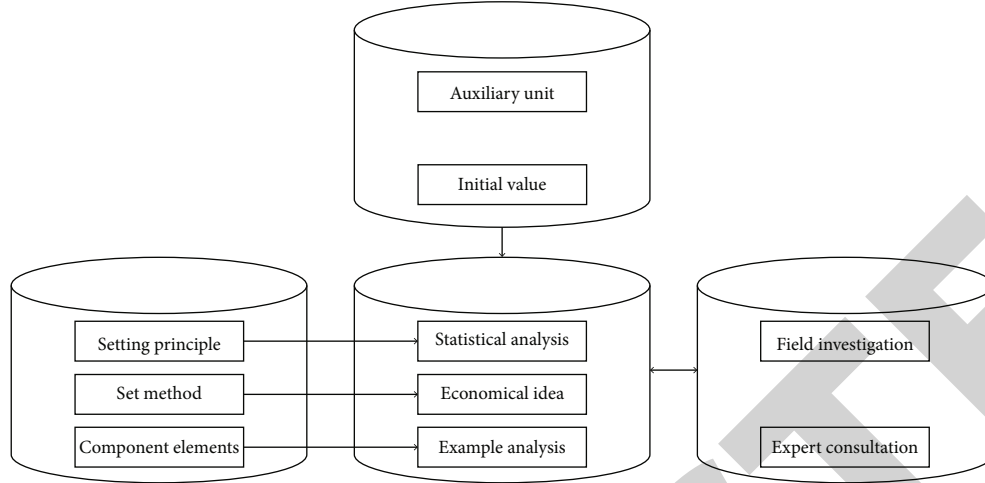 Auxiliary unit
Initial value
Setting principle
Statistical analysis
Field investigation
Set method
Economical idea
Component elements
Example analysis
Expert consultation